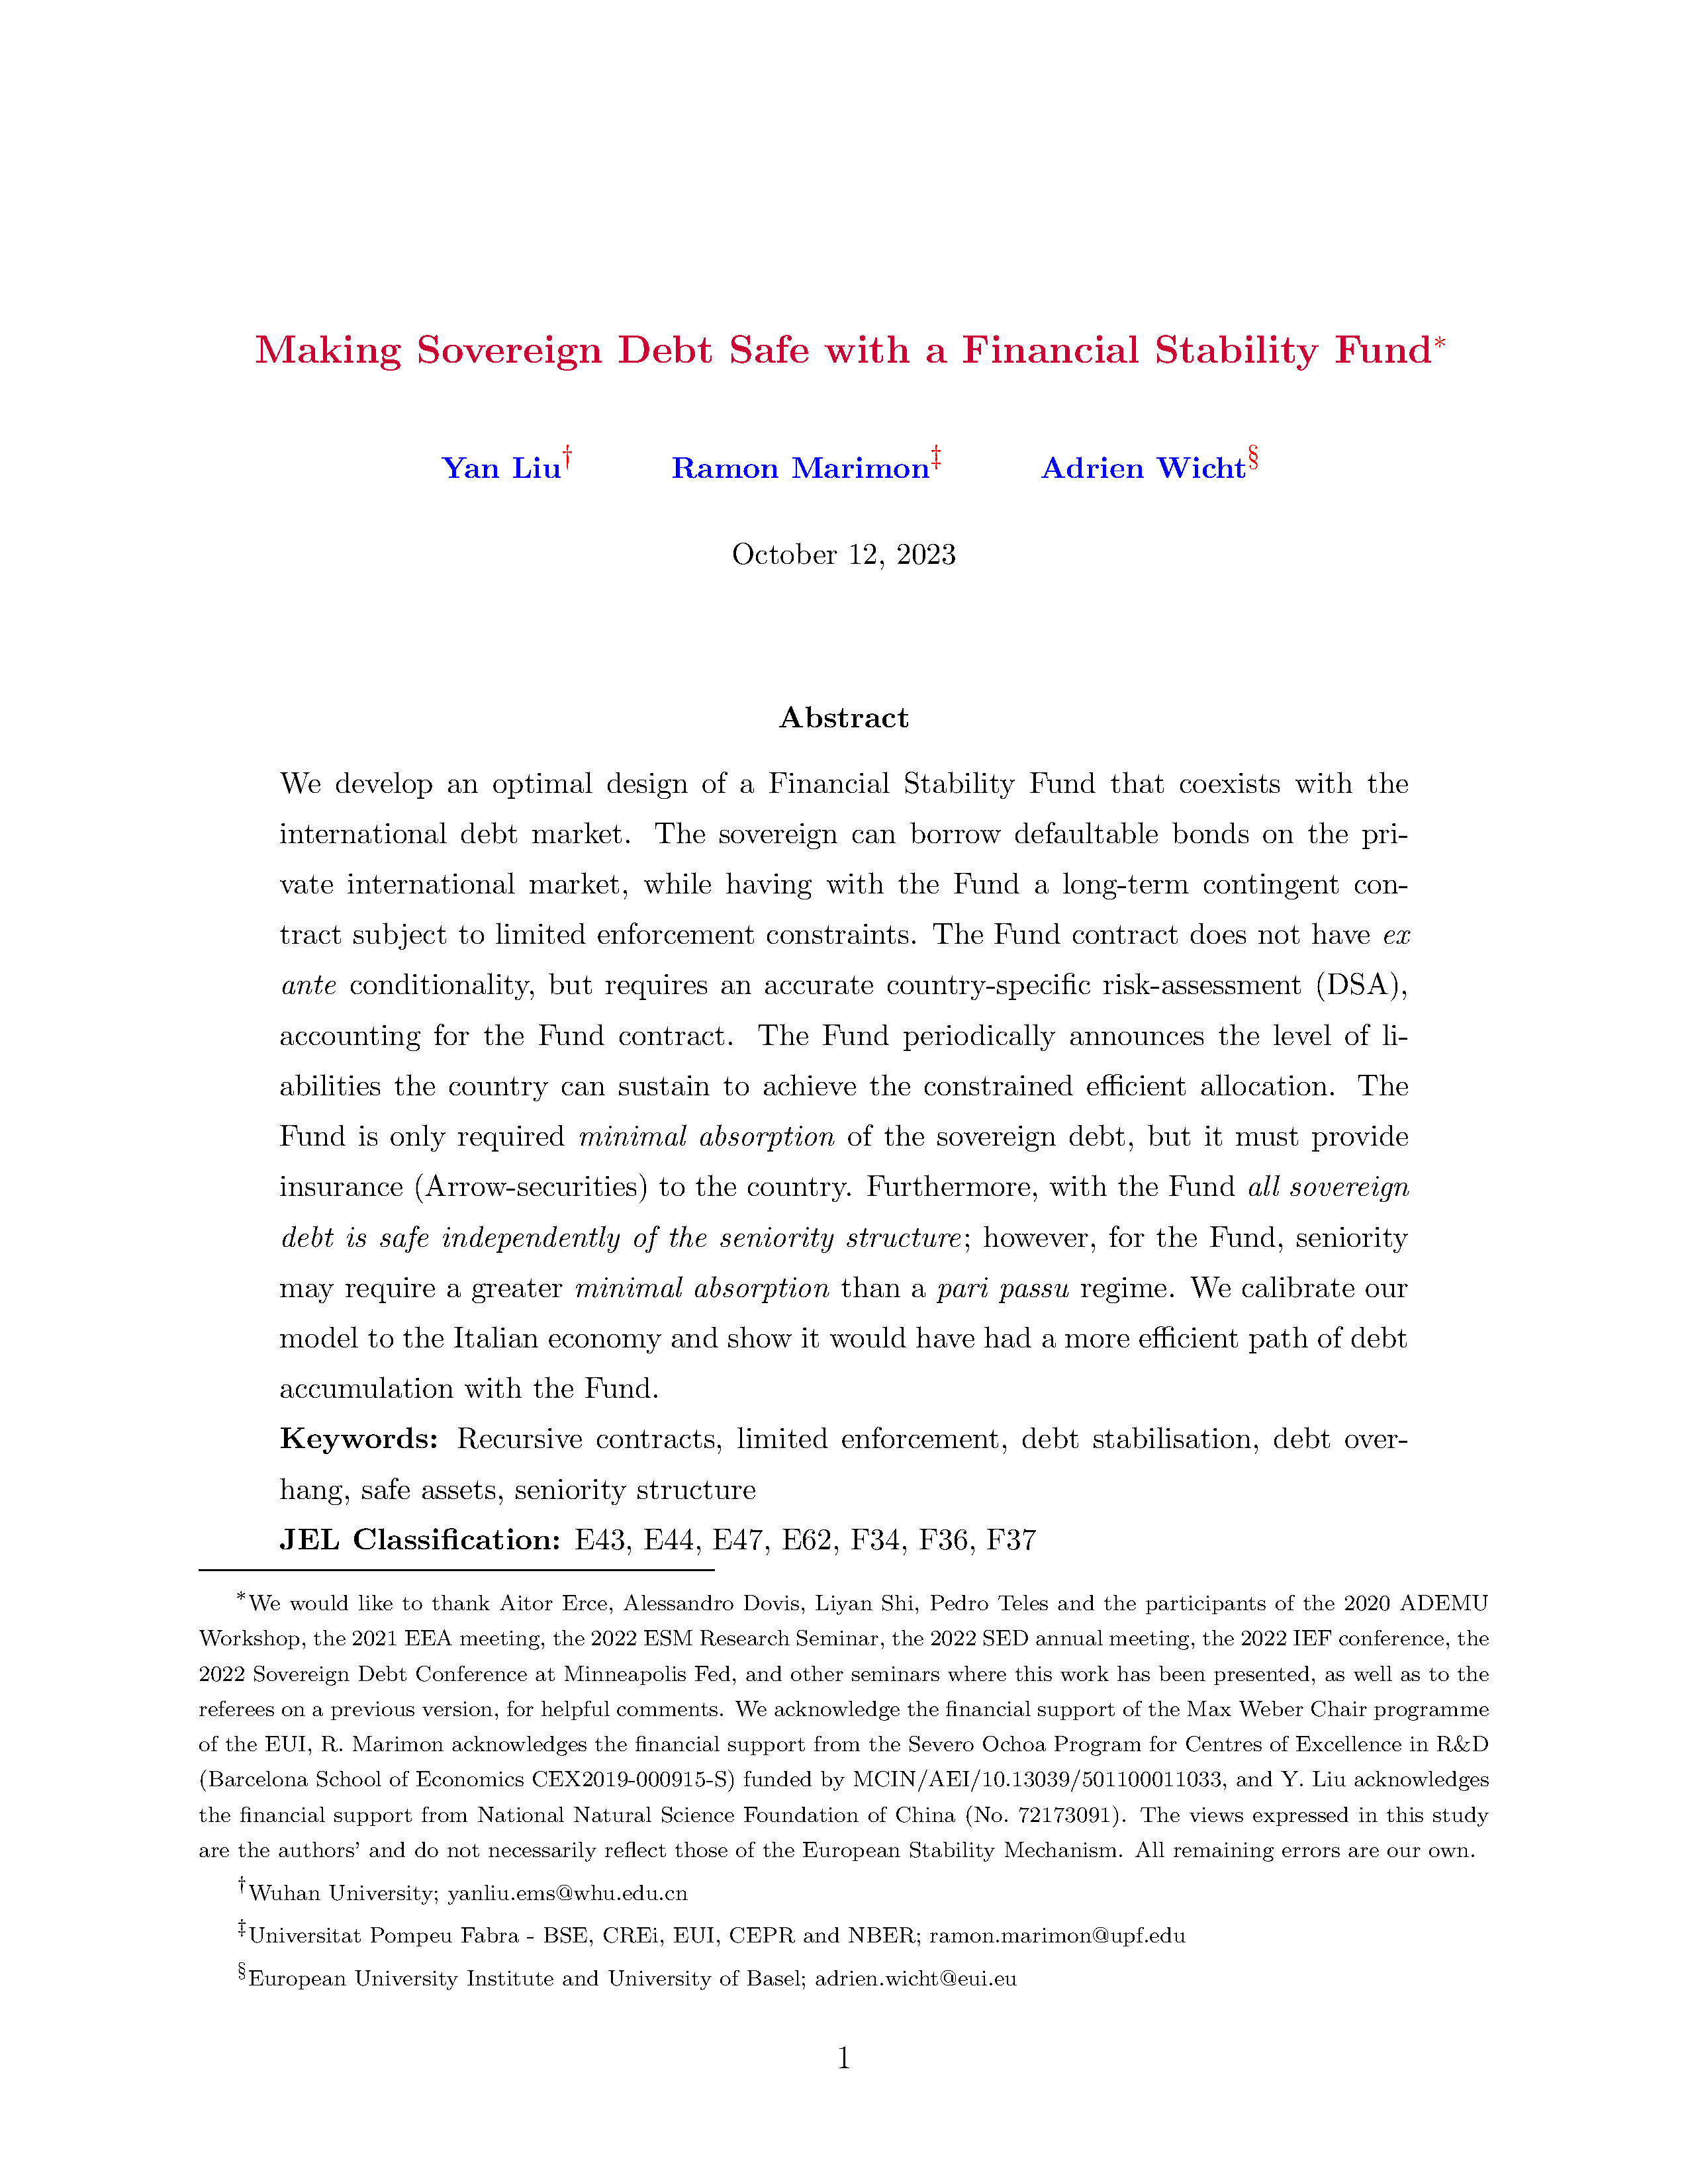 Making Sovereign Debt Safe with a Financial Stability Fund*
Yan Liu† Ramon Marimon‡ Adrien Wicht§
October 12, 2023
Abstract
We develop an optimal design of a Financial Stability Fund that coexists with the
international debt market. The sovereign can borrow defaultable bonds on the pri-
vate international market, while having with the Fund a long-term contingent con-
tract subject to limited enforcement constraints. The Fund contract does not have ex
ante conditionality, but requires an accurate country-specific risk-assessment (DSA),
accounting for the Fund contract. The Fund periodically announces the level of li-
abilities the country can sustain to achieve the constrained efficient allocation. The
Fund is only required minimal absorption of the sovereign debt, but it must provide
insurance (Arrow-securities) to the country. Furthermore, with the Fund all sovereign
debt is safe independently of the seniority structure; however, for the Fund, seniority
may require a greater minimal absorption than a pari passu regime. We calibrate our
model to the Italian economy and show it would have had a more efficient path of debt
accumulation with the Fund.
Keywords: Recursive contracts, limited enforcement, debt stabilisation, debt over-
hang, safe assets, seniority structure
JEL Classification: E43, E44, E47, E62, F34, F36, F37
*We would like to thank Aitor Erce, Alessandro Dovis, Liyan Shi, Pedro Teles and the participants of the 2020 ADEMU
Workshop, the 2021 EEA meeting, the 2022 ESM Research Seminar, the 2022 SED annual meeting, the 2022 IEF conference, the
2022 Sovereign Debt Conference at Minneapolis Fed, and other seminars where this work has been presented, as well as to the
referees on a previous version, for helpful comments. We acknowledge the financial support of the Max Weber Chair programme
of the EUI, R. Marimon acknowledges the financial support from the Severo Ochoa Program for Centres of Excellence in R&D
(Barcelona School of Economics CEX2019-000915-S) funded by MCIN/AEI/10.13039/501100011033, and Y. Liu acknowledges
the financial support from National Natural Science Foundation of China (No. 72173091). The views expressed in this study
are the authors' and do not necessarily reflect those of the European Stability Mechanism. All remaining errors are our own.
†Wuhan University; yanliu.ems@whu.edu.cn
‡Universitat Pompeu Fabra - BSE, CREi, EUI, CEPR and NBER; ramon.marimon@upf.edu
§European University Institute and University of Basel; adrien.wicht@eui.eu
1